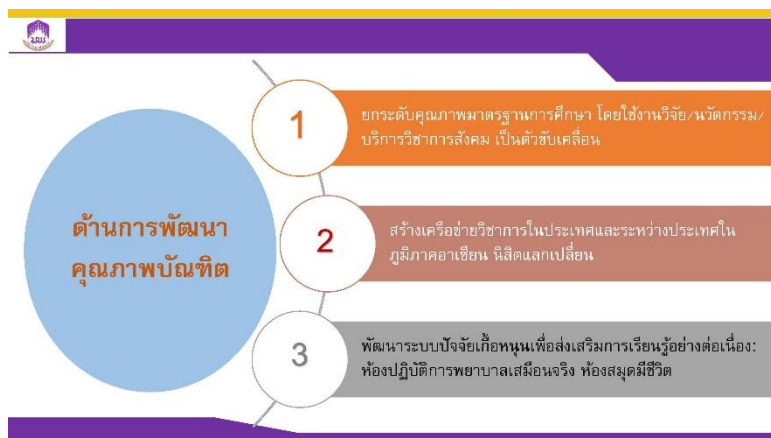 ด้านการพัฒนา
คุณภาพบัณฑิต
1
ยกระดับคุณภาพมาตรฐานการศึกษา โดยใช้งานวิจัย/นวัตกรรม/
บริการวิชาการสังคม เป็นตัวขับเคลื่อน
2
สร้างเครือข่ายวิชาการในประเทศและระหว่างประเทศใน
ภูมิภาคอาเซียน นิสิตแลกเปลี่ยน
3
พัฒนาระบบปัจจัยเกื้อหนุนเพื่อส่งเสริมการเรียนรู้อย่างต่อเนื่อง:
ห้องปฏิบัติการพยาบาลเสมือนจริง ห้องสมุดมีชีวิต